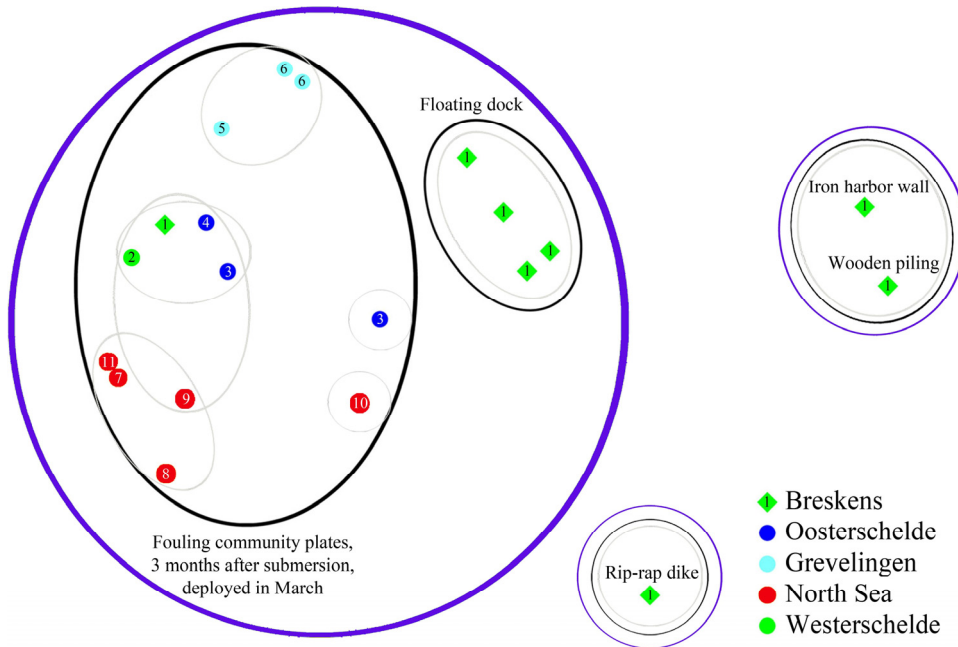 6
6
5
Floating dock
1
1
1
1
Iron harbor wall
1
Wooden piling
1
1
4
2
3
3
11
7
9
10
8
Fouling community plates,
3 months after submersion,
deployed in March
Rip-rap dike
1
1 Breskens
Oosterschelde
Grevelingen
North Sea
Westerschelde